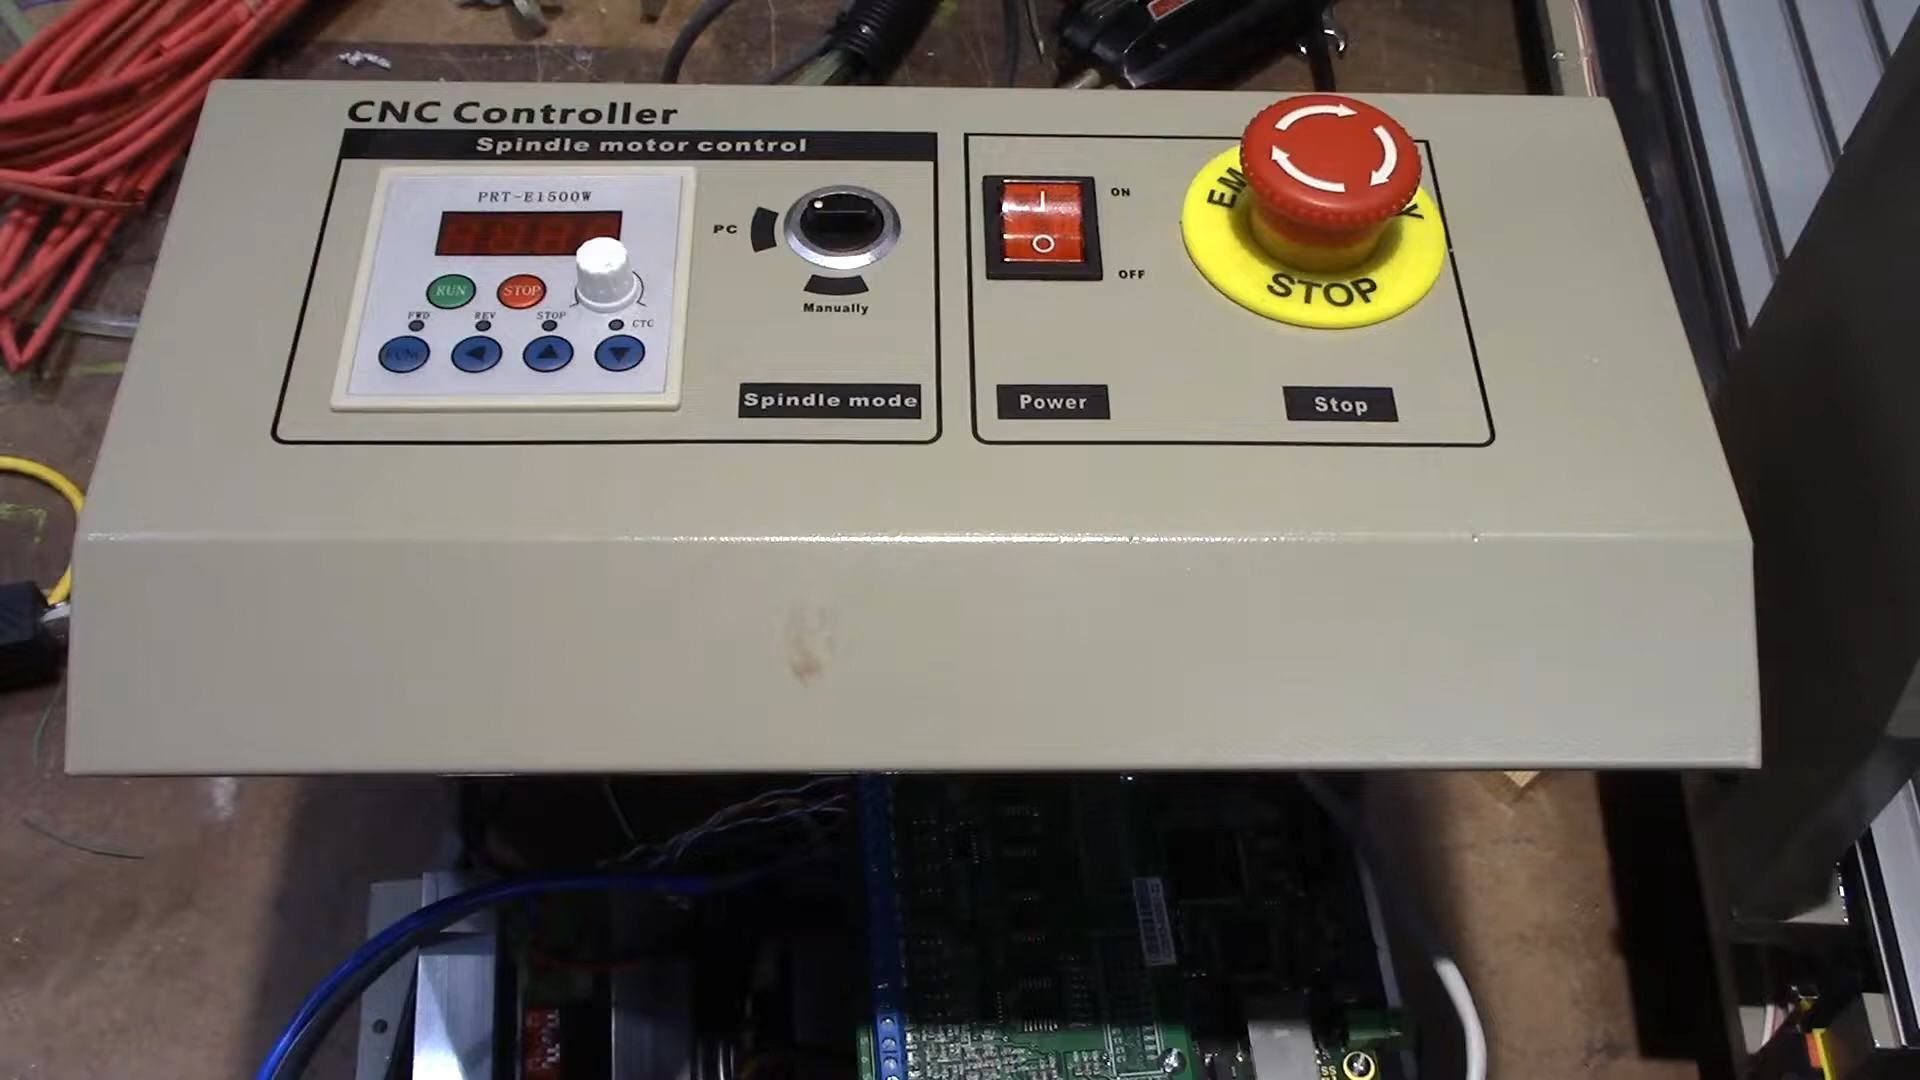 CNC Controller
Spindle motor control
PRT-E1500W
RUN STOP
FWD REV STOP CTC
FUNC
PC
Manually
Spindle mode
I
O
ON
OFF
Power
STOP
Stop